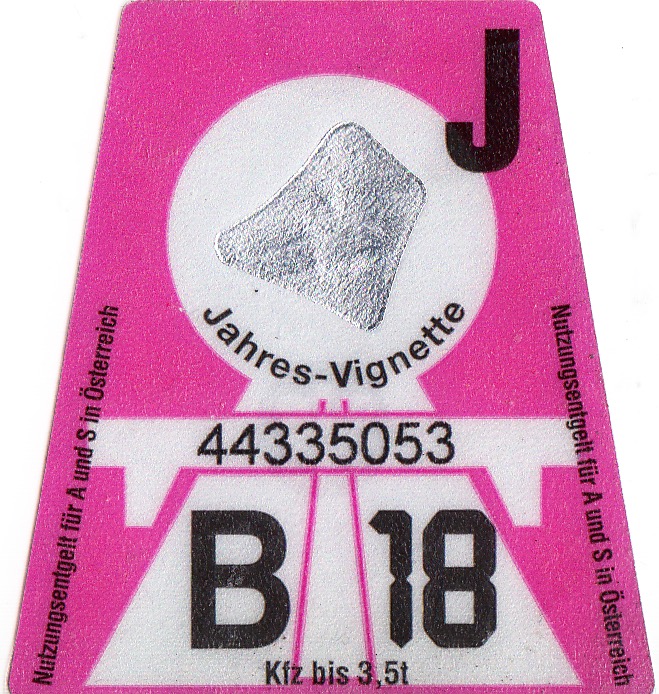 J
Jahres-Vignette
44335053
B 18
Kfz bis 3,5t
Nutzungsentgelt für A und S in Österreich
Nutzungsentgelt für A und S in Österreich